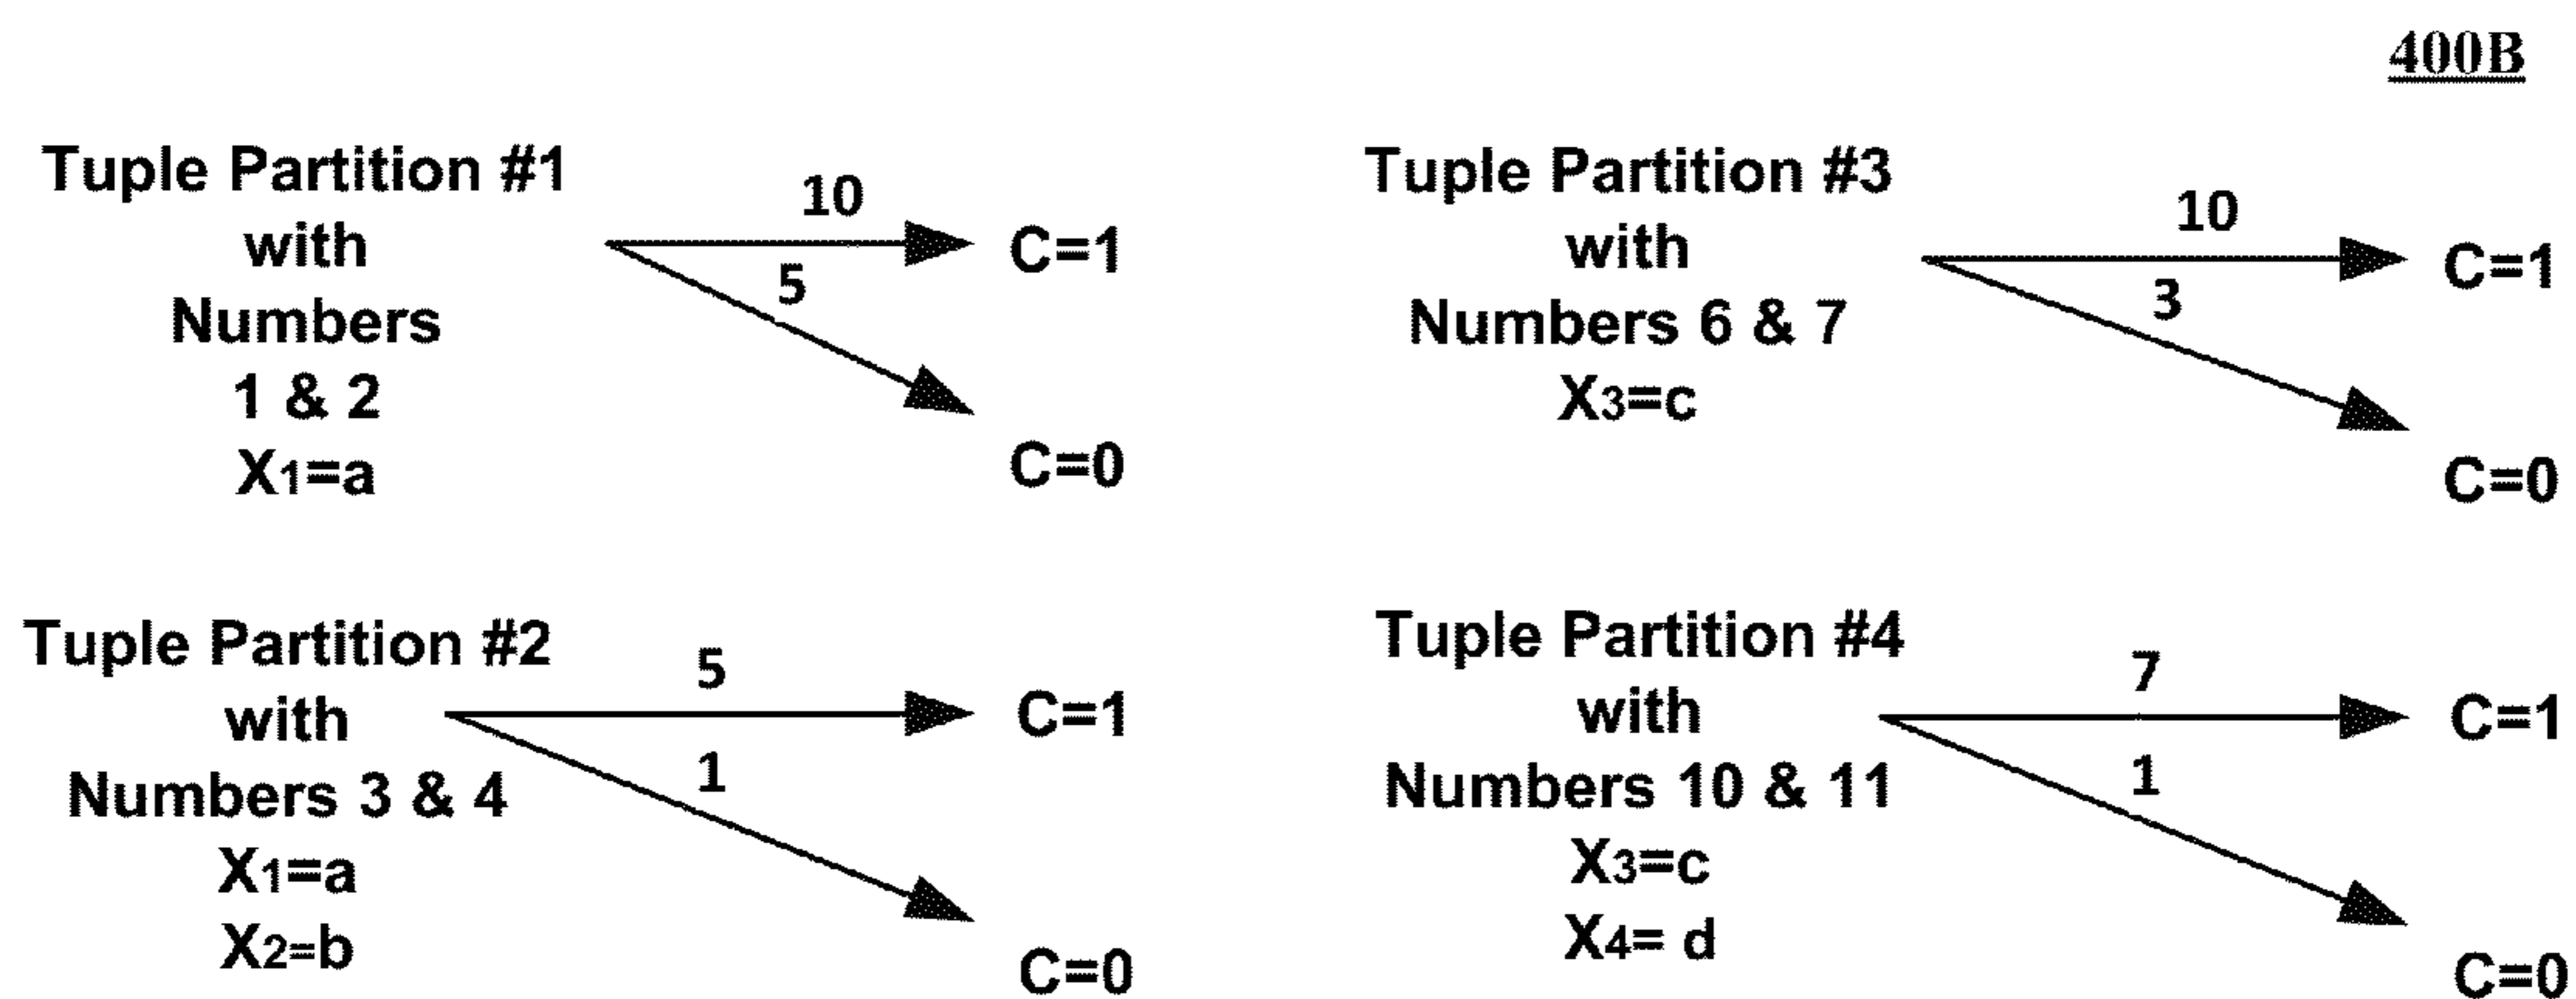 400B
Tuple Partition #1
with
Numbers
1 & 2
X1=a
10
5
C=1
C=0
Tuple Partition #3
with
Numbers 6 & 7
X3=c
10
3
C=1
C=0
Tuple Partition #2
with
Numbers 3 & 4
X1=a
X2=b
5
1
C=1
C=0
Tuple Partition #4
with
Numbers 10 & 11
X3=c
X4= d
7
1
C=1
C=0